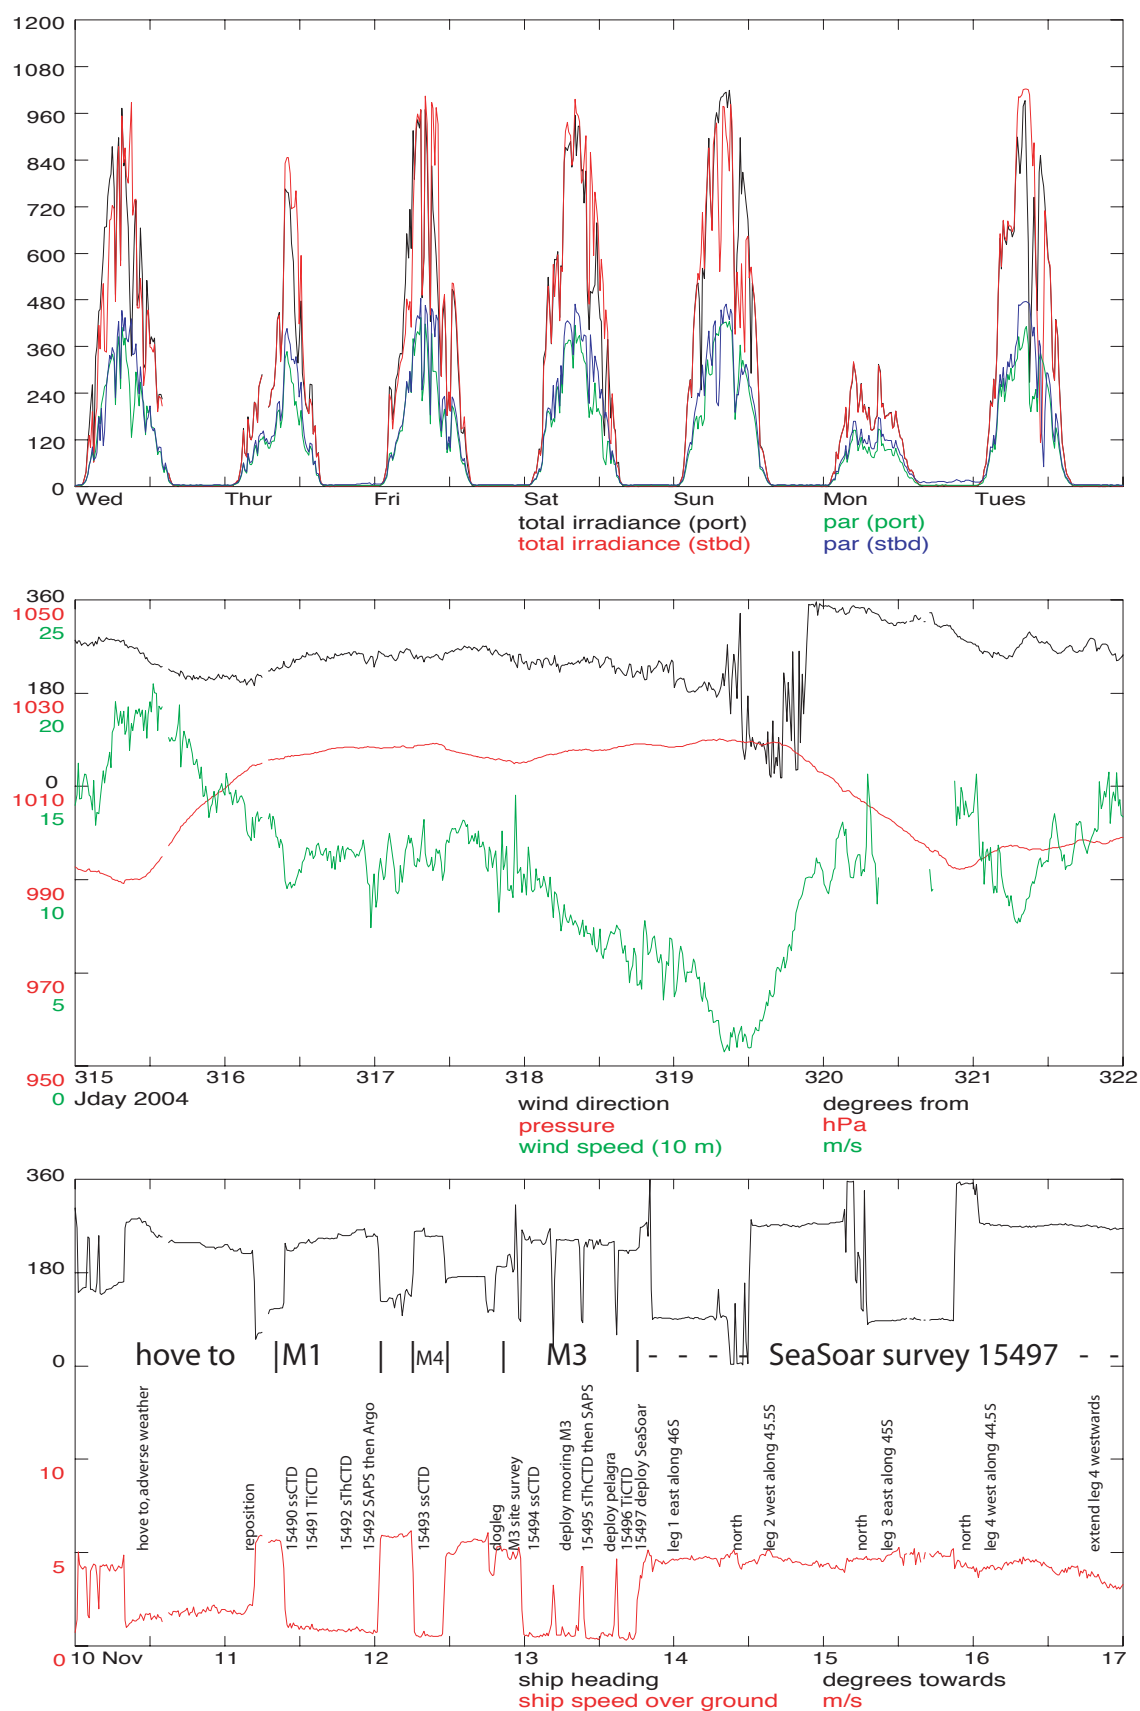 1200
1080
960
840
720
600
480
360
240
120
0
Wed Thur Fri Sat Sun Mon Tues
total irradiance (port) par (port)
total irradiance (stbd) par (stbd)
360
1050
25
180
1030
20
0
1010
15
990
10
970
5
950
0
315 316 317 318 319 320 321 322
Jday 2004
wind direction degrees from
pressure hPa
wind speed (10 m) m/s
360
180
0
hove to | M1 | | M4 | | M3 | - - - - SeaSoar survey 15497 - -
10
5
0
hove to, adverse weather
reposition
15490 ssCTD
15491 TiCTD
15492 sThCTD
15492 SAPS then Argo
15493 ssCTD
dogleg
M3 site survey
15494 ssCTD
deploy mooring M3
15495 sThCTD then SAPS
deploy pelagra
15496 TiCTD
15497 deploy SeaSoar
leg 1 east along 46S
north
leg 2 west along 45.5S
north
leg 3 east along 45S
north
leg 4 west along 44.5S
extend leg 4 westwards
10 Nov 11 12 13 14 15 16 17
ship heading degrees towards
ship speed over ground m/s